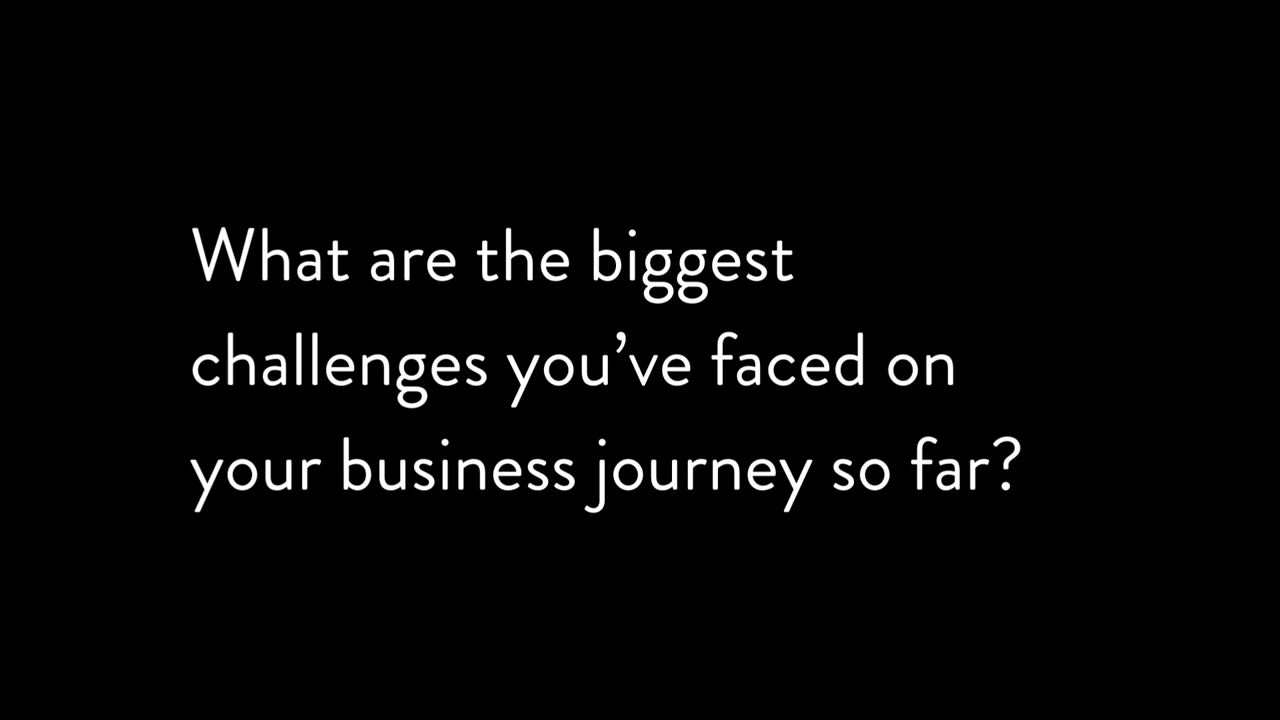 What are the biggest
challenges you’ve faced on
your business journey so far?